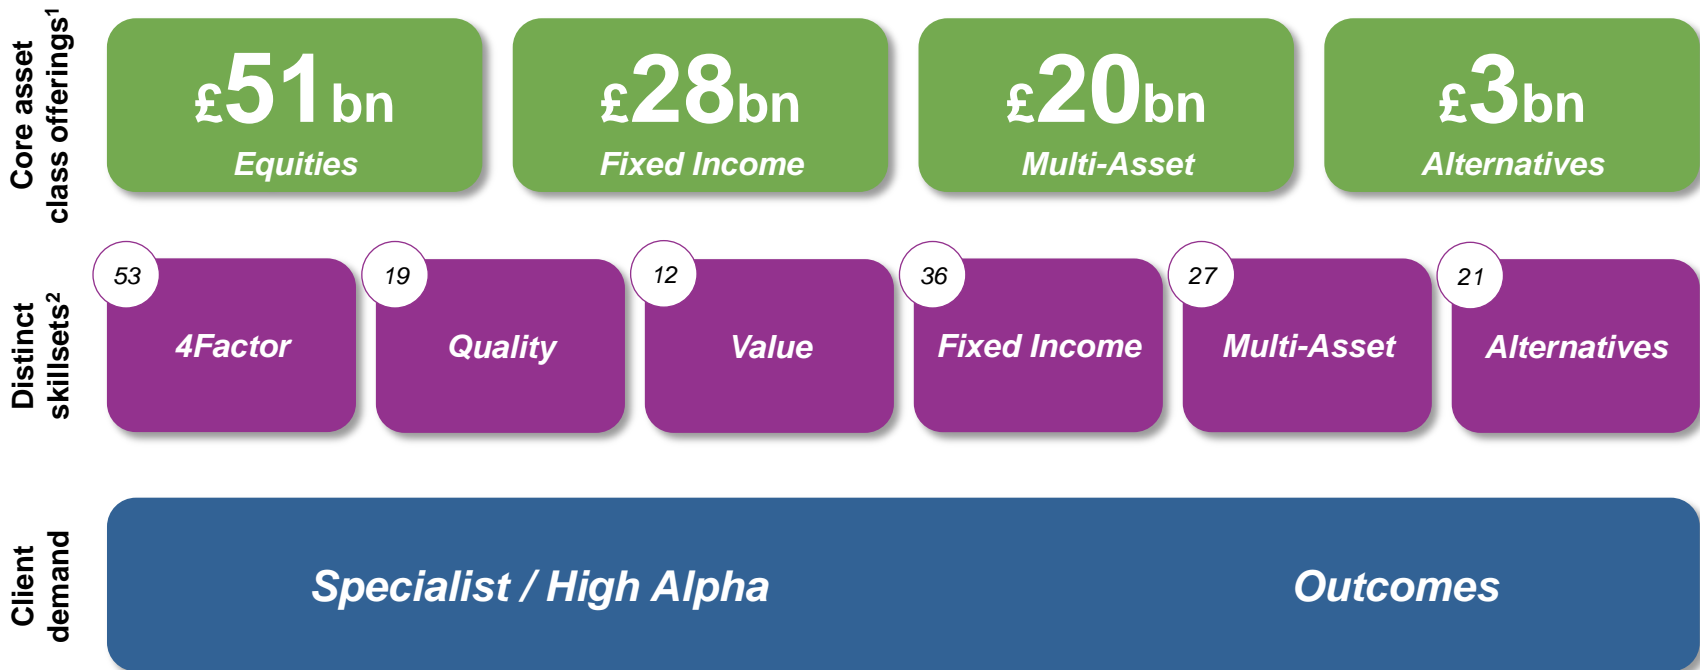 Core asset
class offerings¹
£51bn
Equities
£28bn
Fixed Income
£20bn
Multi-Asset
£3bn
Alternatives
Distinct
skillsets²
53
4Factor
19
Quality
12
Value
36
Fixed Income
27
Multi-Asset
21
Alternatives
Client
demand
Specialist / High Alpha
Outcomes